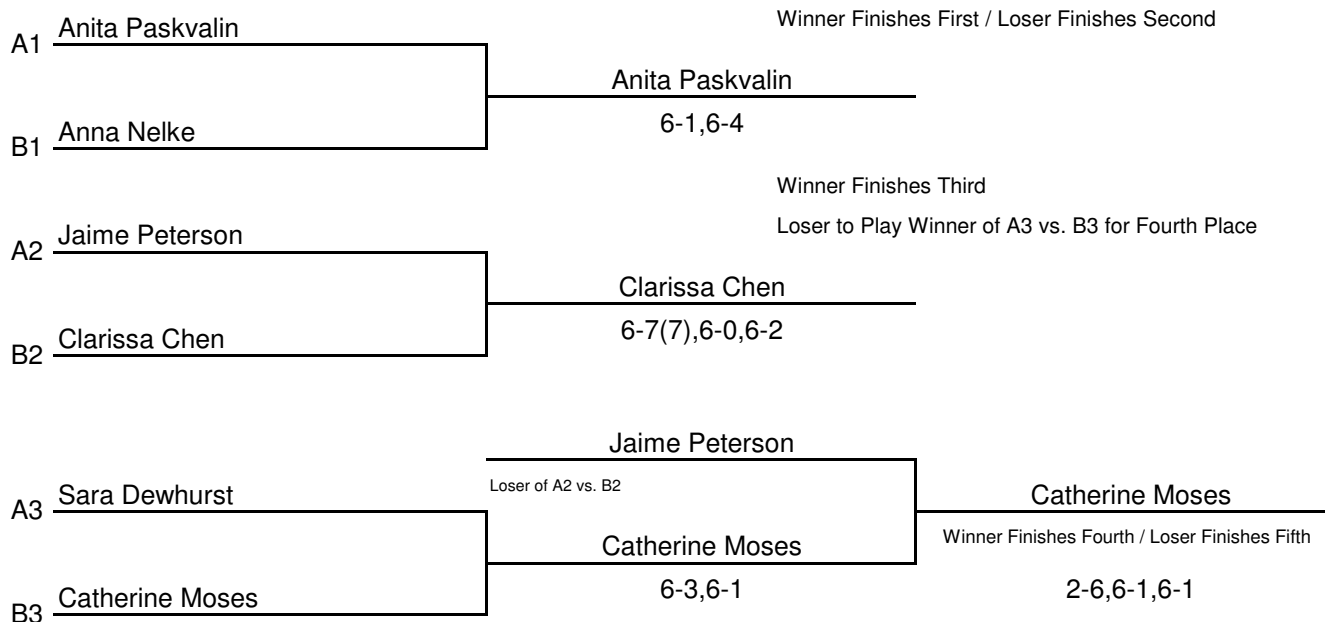 Winner Finishes First / Loser Finishes Second
A1 Anita Paskvalin
Anita Paskvalin
6-1,6-4
B1 Anna Nelke
Winner Finishes Third
Loser to Play Winner of A3 vs. B3 for Fourth Place
A2 Jaime Peterson
Clarissa Chen
6-7(7),6-0,6-2
B2 Clarissa Chen
Jaime Peterson
Loser of A2 vs. B2
A3 Sara Dewhurst
Catherine Moses
Winner Finishes Fourth / Loser Finishes Fifth
2-6,6-1,6-1
Catherine Moses
6-3,6-1
B3 Catherine Moses